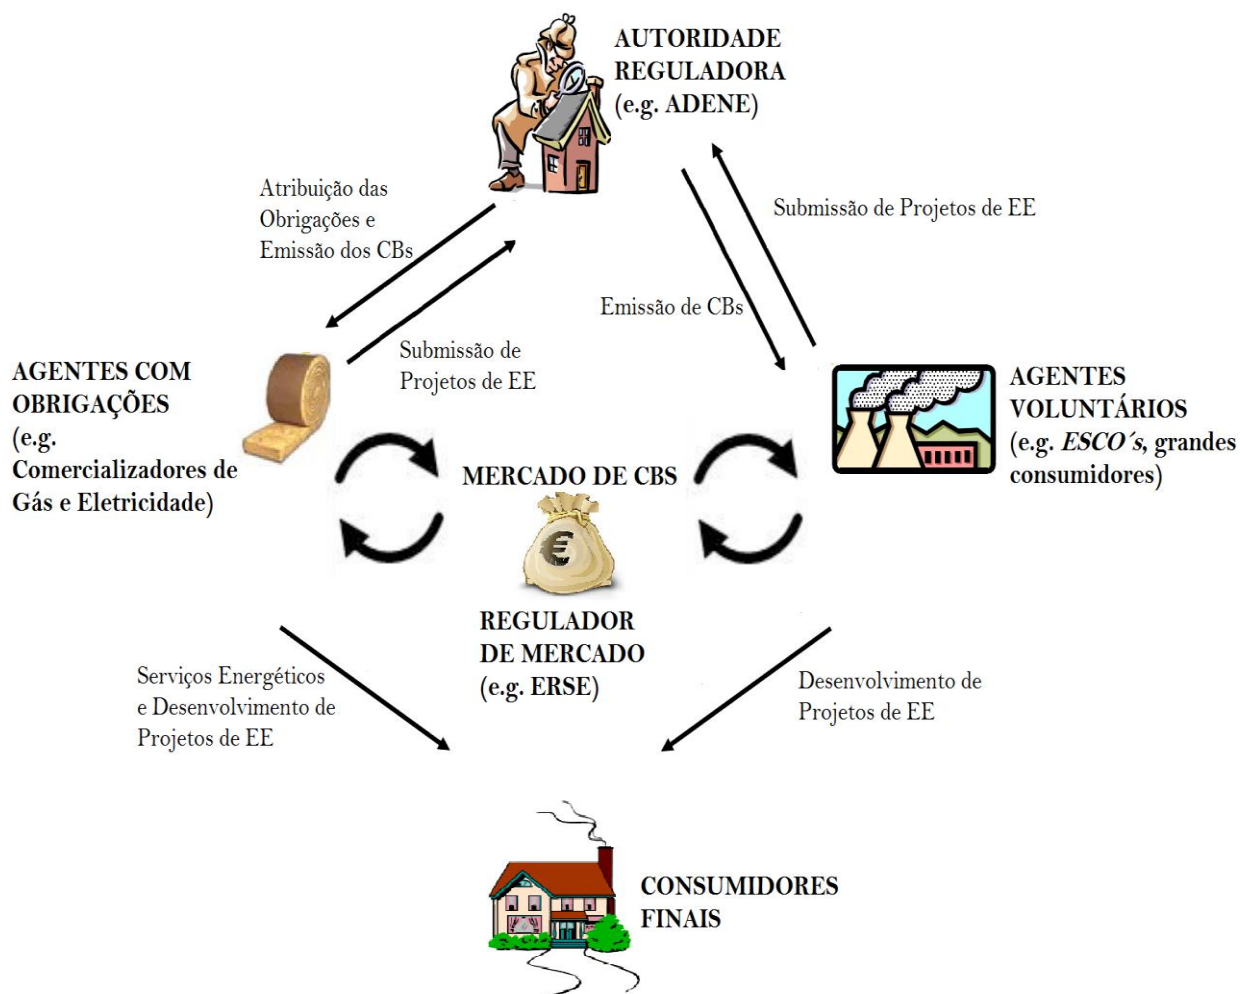 AUTORIDADE
REGULADORA
(e.g. ADENE)
Atribuição das
Obrigações e
Emissão dos CBs
Submissão de Projetos de EE
Emissão de CBs
Submissão de
Projetos de EE
AGENTES COM
OBRIGAÇÕES
(e.g.
Comercializadores de
Gás e Eletricidade)
AGENTES
VOLUNTÁRIOS
(e.g. ESCO´s, grandes
consumidores)
MERCADO DE CBS
€
REGULADOR
DE MERCADO
(e.g. ERSE)
Serviços Energéticos
e Desenvolvimento de
Projetos de EE
Desenvolvimento de
Projetos de EE
CONSUMIDORES
FINAIS